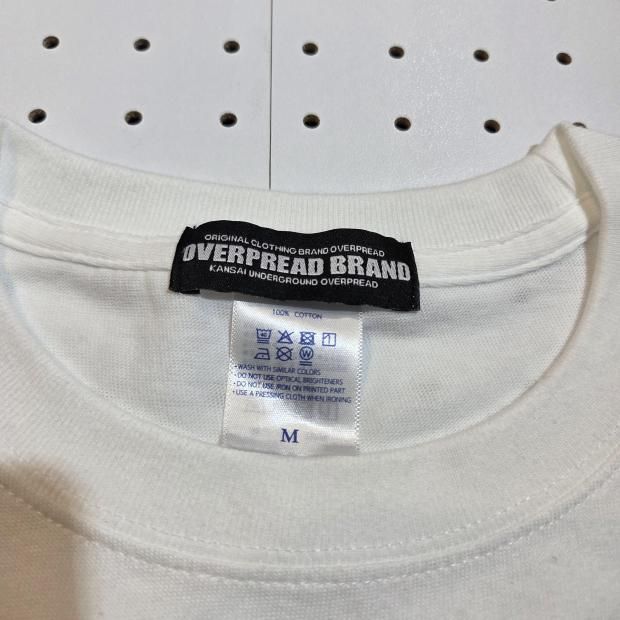 ORIGINAL CLOTHING BRAND OVERPREAD
OVERPREAD BRAND
KANSAI UNDERGROUND OVERPREAD
100% COTTON
• WASH WITH SIMILAR COLORS
• DO NOT USE OPTICAL BRIGHTENERS
• DO NOT USE IRON ON PRINTED PART
• USE A PRESSING CLOTH WHEN IRONING
M